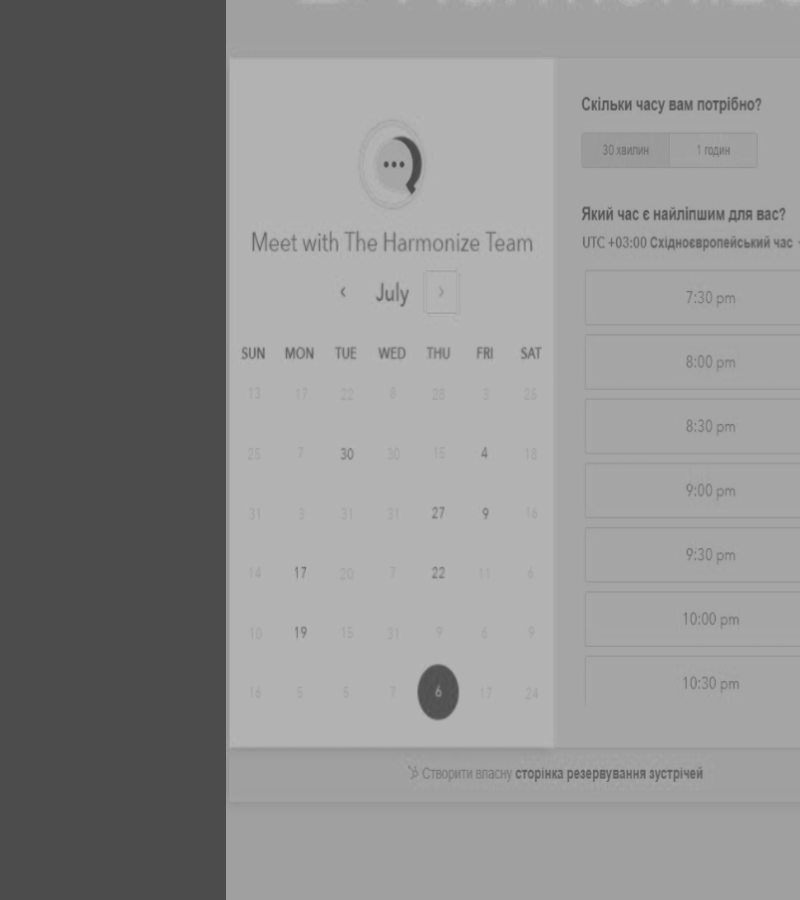 Meet with The Harmonize Team
‹ July ›
SUN MON TUE WED THU FRI SAT
13 17 22 8 28 3 25
25 7 30 30 15 4 18
31 3 31 31 27 9 16
14 17 20 7 22 11 6
10 19 15 31 9 6 9
16 5 5 7 6 17 24
Скільки часу вам потрібно?
30 хвилин 1 годин
Який час є найліпшим для вас?
UTC +03:00 Східноєвропейський час
7:30 pm
8:00 pm
8:30 pm
9:00 pm
9:30 pm
10:00 pm
10:30 pm
Створити власну сторінка резервування зустрічей